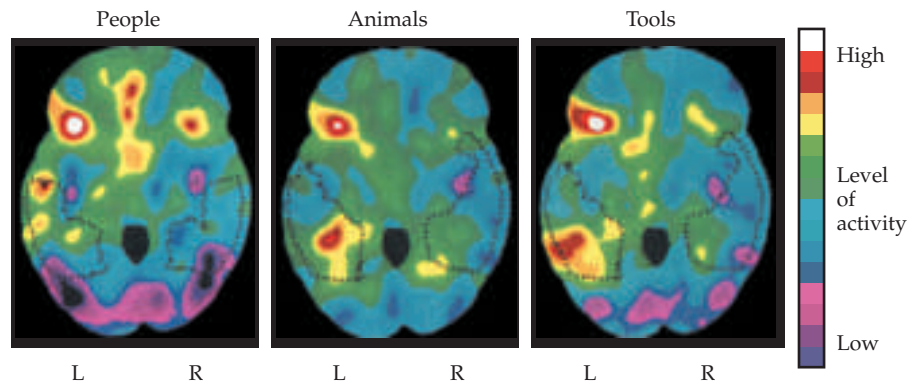 People
Animals
Tools
High
Level
of
activity
Low
L
R
L
R
L
R